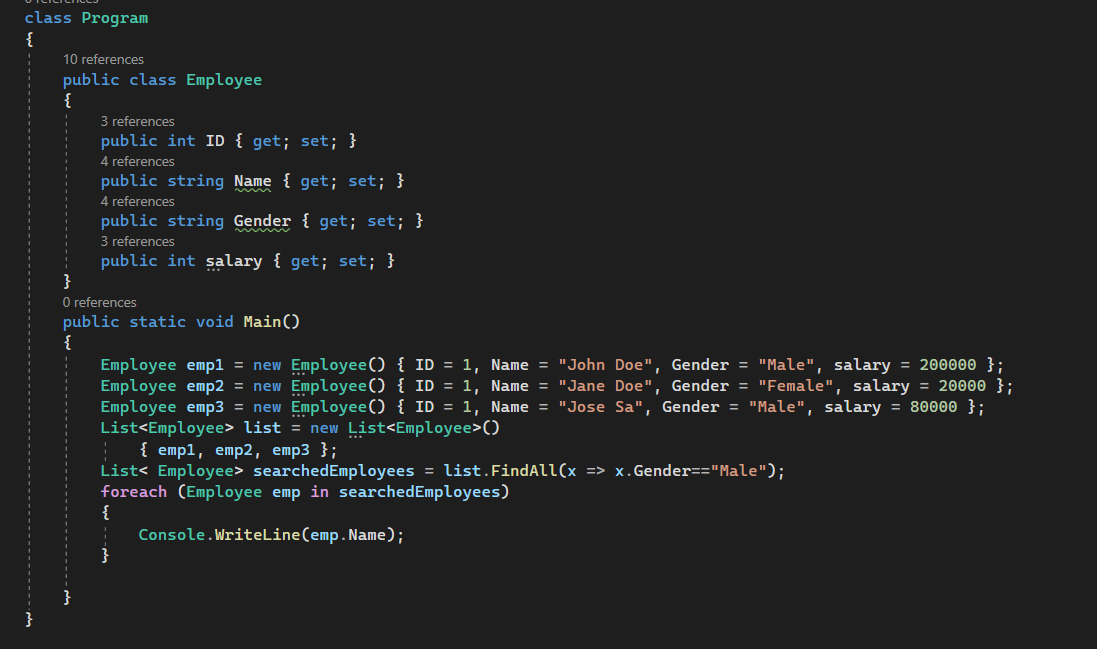 0 references
class Program
{
10 references
public class Employee
{
3 references
public int ID { get; set; }
4 references
public string Name { get; set; }
4 references
public string Gender { get; set; }
3 references
public int salary { get; set; }
}
0 references
public static void Main()
{
Employee emp1 = new Employee() { ID = 1, Name = "John Doe", Gender = "Male", salary = 200000 };
Employee emp2 = new Employee() { ID = 1, Name = "Jane Doe", Gender = "Female", salary = 20000 };
Employee emp3 = new Employee() { ID = 1, Name = "Jose Sa", Gender = "Male", salary = 80000 };
List<Employee> list = new List<Employee>()
{ emp1, emp2, emp3 };
List< Employee> searchedEmployees = list.FindAll(x => x.Gender=="Male");
foreach (Employee emp in searchedEmployees)
{
Console.WriteLine(emp.Name);
}
}
}